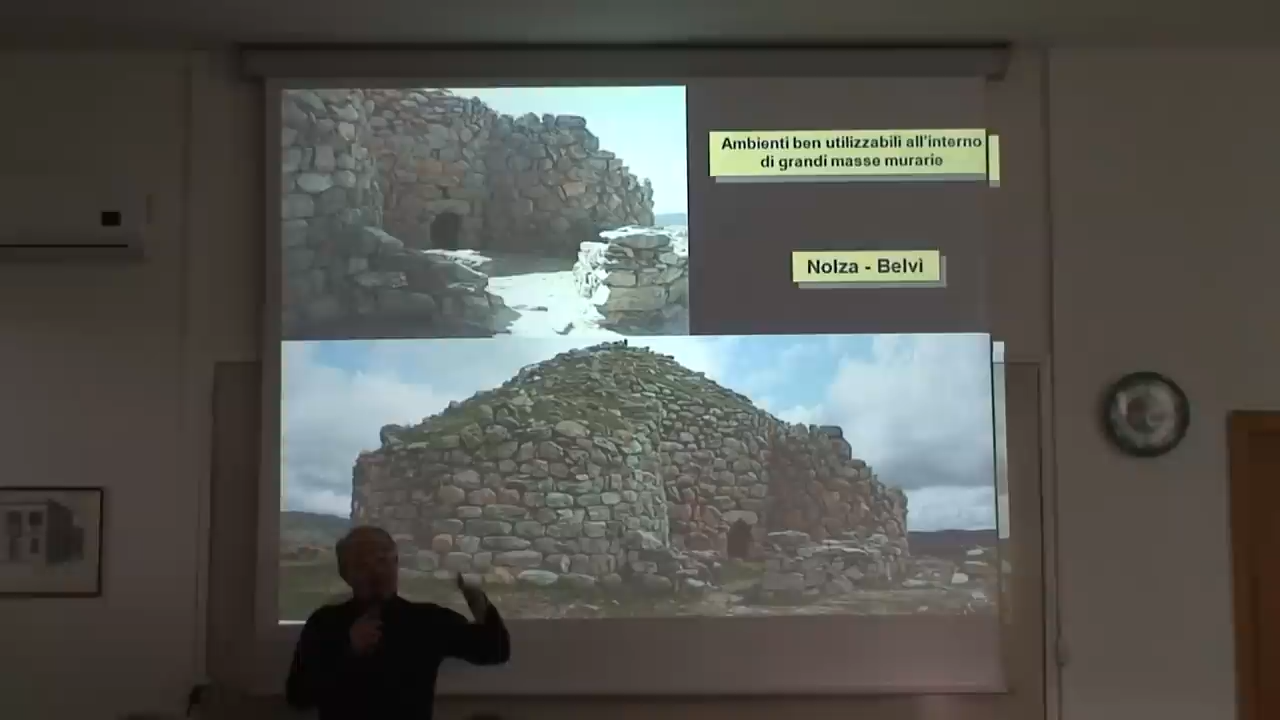 Ambienti ben utilizzabili all'interno
di grandi masse murarie
Nolza - Belvì